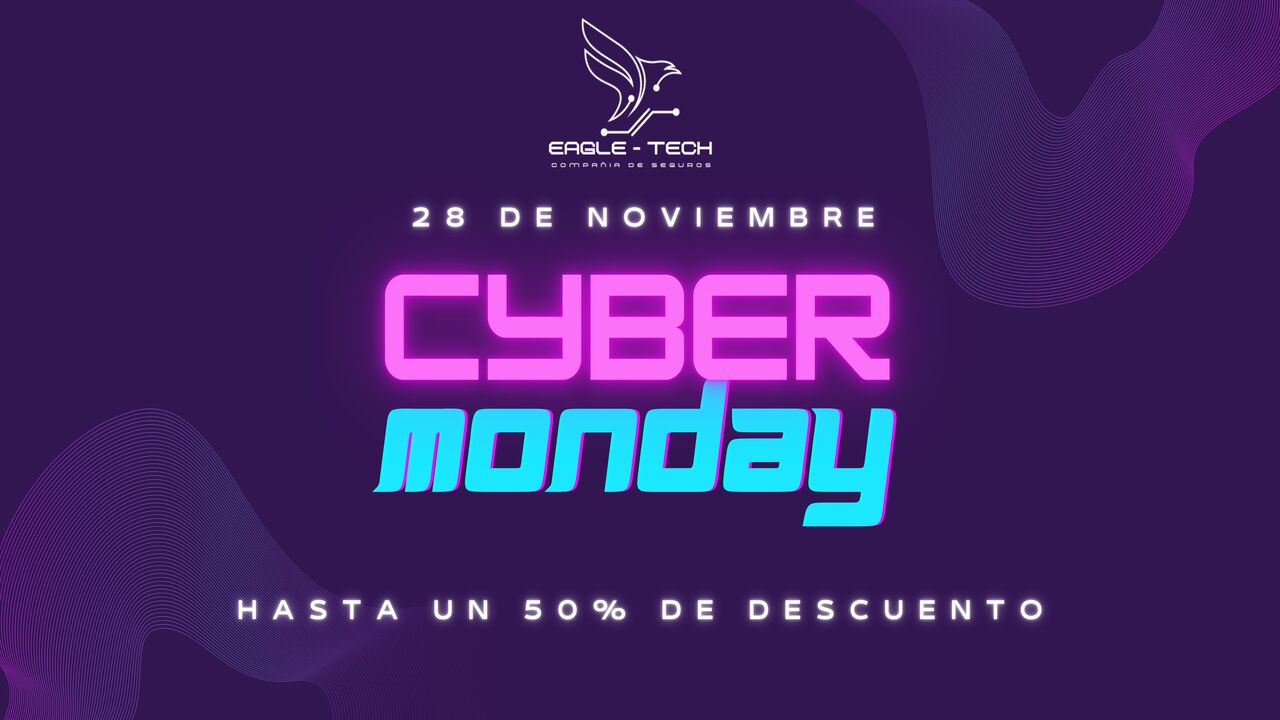 EAGLE - TECH
COMPAÑIA DE SEGUROS
28 DE NOVIEMBRE
CYBER
monday
HASTA UN 50% DE DESCUENTO